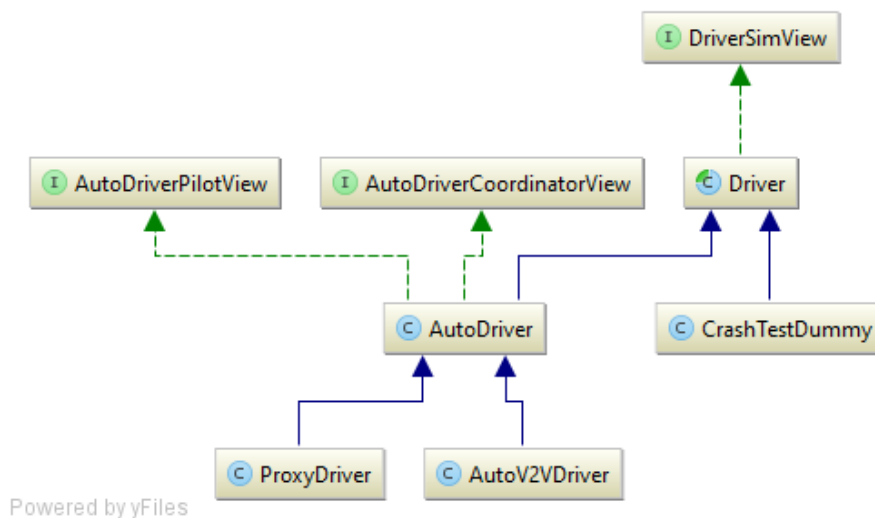 I DriverSimView
I AutoDriverPilotView
I AutoDriverCoordinatorView
C Driver
C AutoDriver
C CrashTestDummy
C ProxyDriver
C AutoV2VDriver
Powered by yFiles